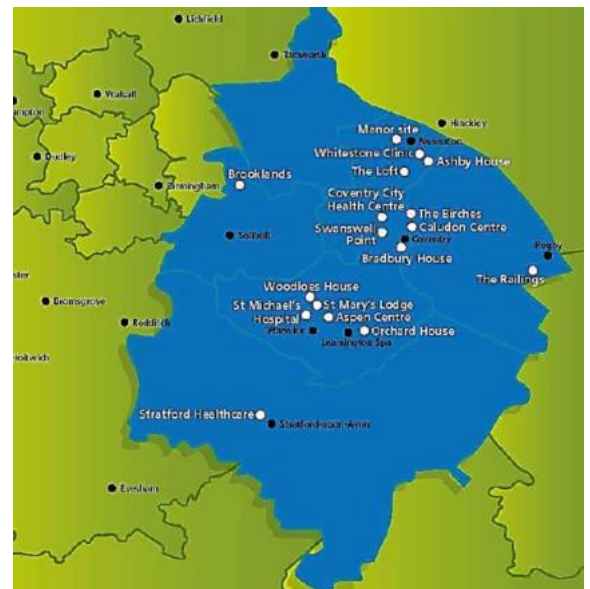 Lichfield
Tamworth
Walsall
Hinckley
Manor site
Nuneaton
Whitestone Clinic
Ashby House
Dudley
The Loft
Brooklands
Birmingham
Coventry City
Health Centre
The Birches
Caludon Centre
Swanswell
Point
Solihull
Coventry
Rugby
Bradbury House
The Railings
Woodloes House
Bromsgrove
St Michael's
Hospital
St Mary's Lodge
Aspen Centre
Redditch
Warwick
Orchard House
Leamington Spa
Stratford Healthcare
Stratford-upon-Avon
Evesham